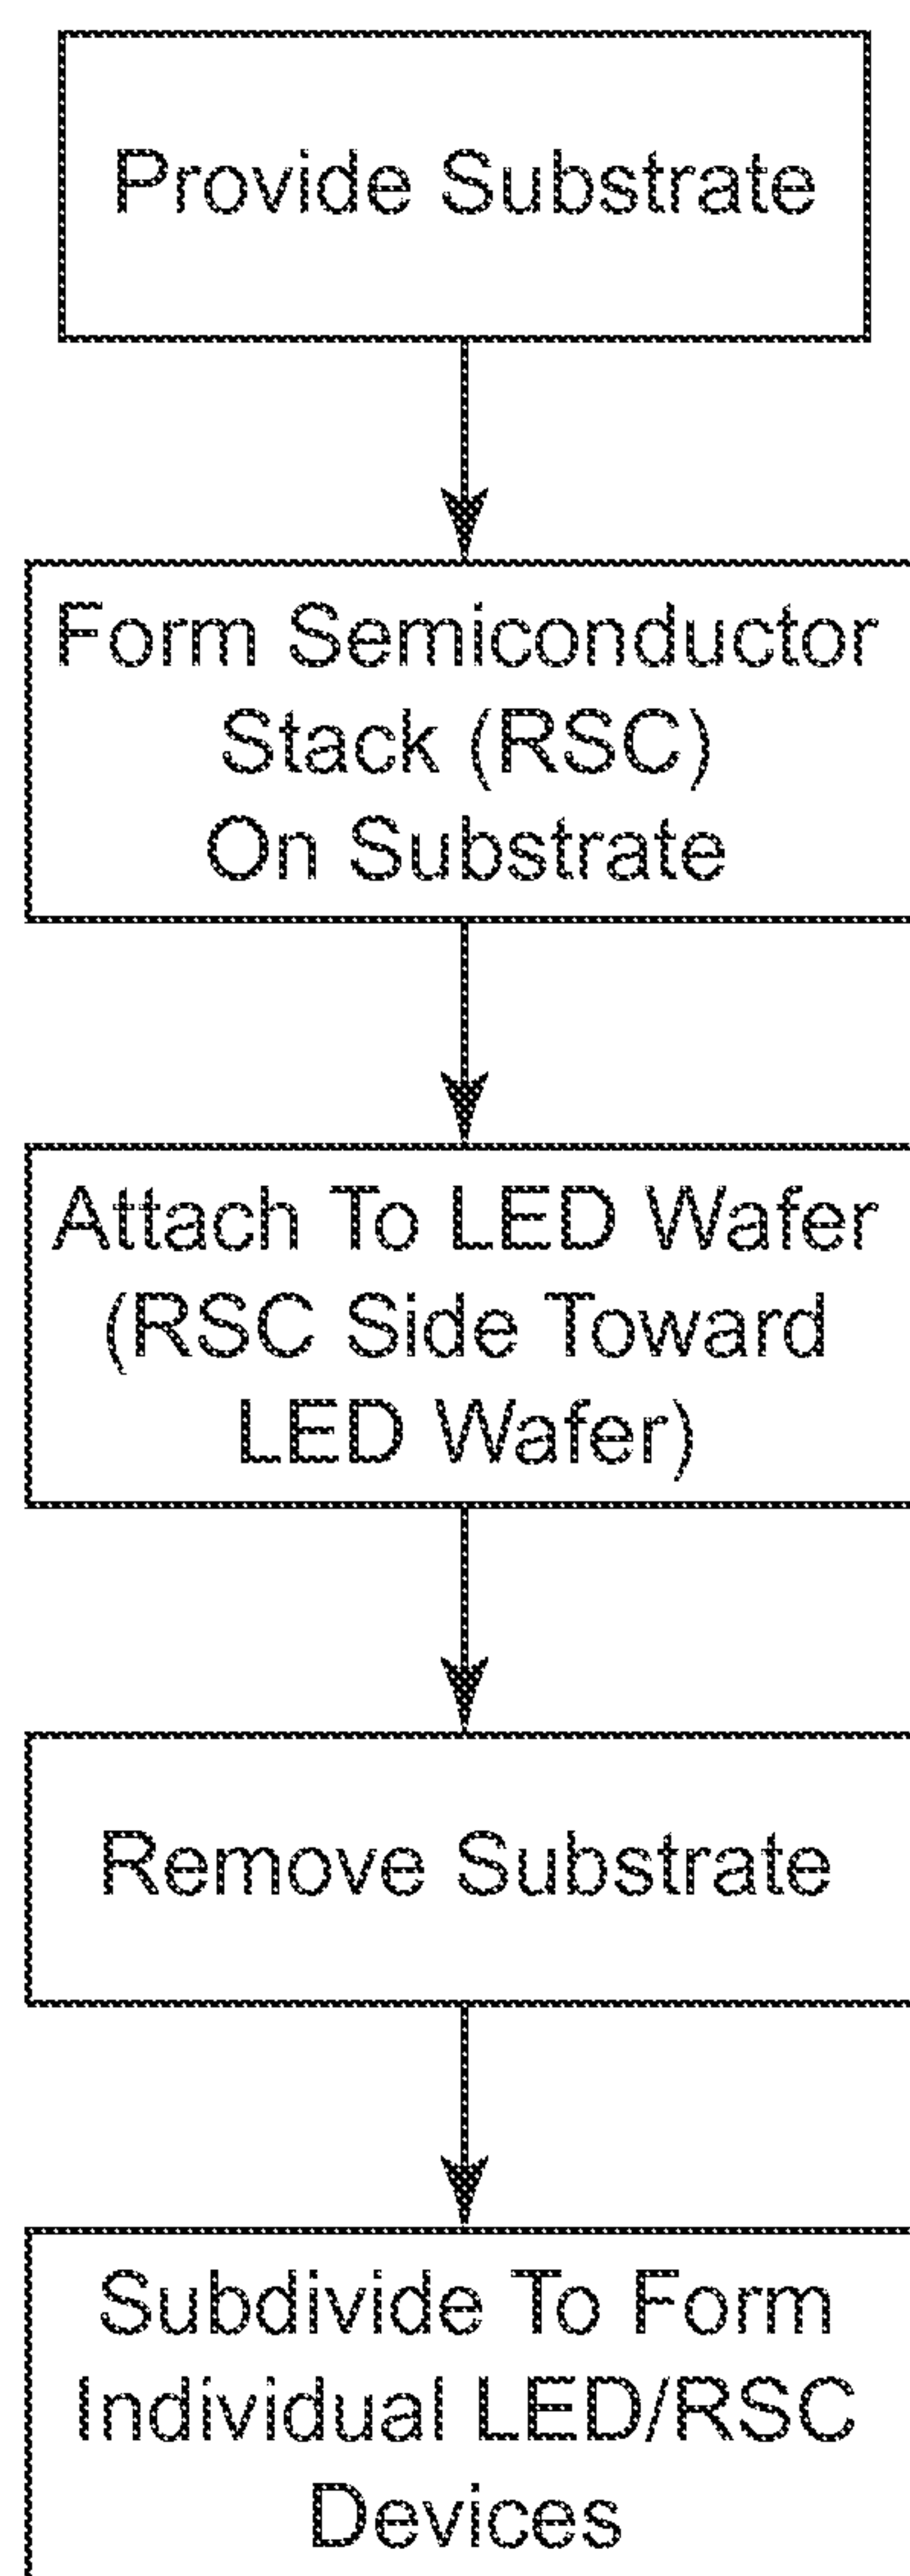 Provide Substrate
Form Semiconductor
Stack (RSC)
On Substrate
Attach To LED Wafer
(RSC Side Toward
LED Wafer)
Remove Substrate
Subdivide To Form
Individual LED/RSC
Devices